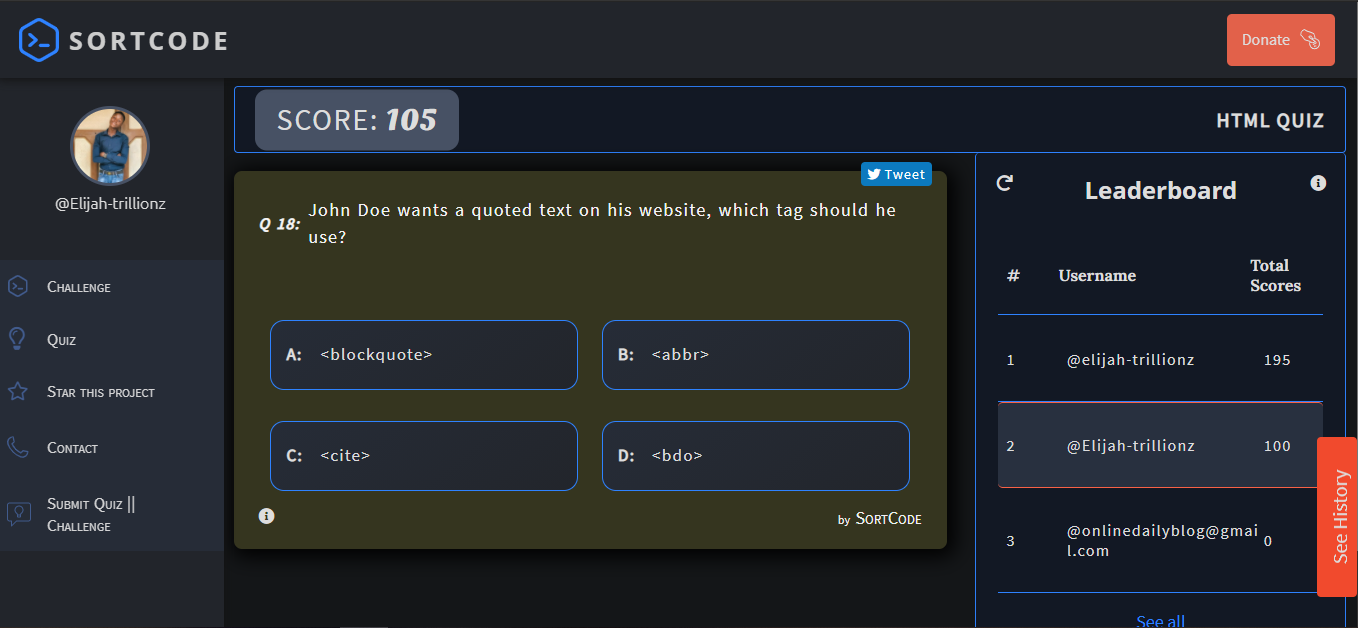 SORTCODE
Donate
@Elijah-trillionz
Challenge
Quiz
Star this project
Contact
Submit Quiz ||
Challenge
SCORE: 105
HTML QUIZ
Tweet
Q 18:
John Doe wants a quoted text on his website, which tag should he
use?
A: <blockquote>
B: <abbr>
C: <cite>
D: <bdo>
by SortCode
Leaderboard
# Username Total
Scores
1 @elijah-trillionz 195
2 @Elijah-trillionz 100
3 @onlinedailyblog@gmai
l.com 0
See all
See History